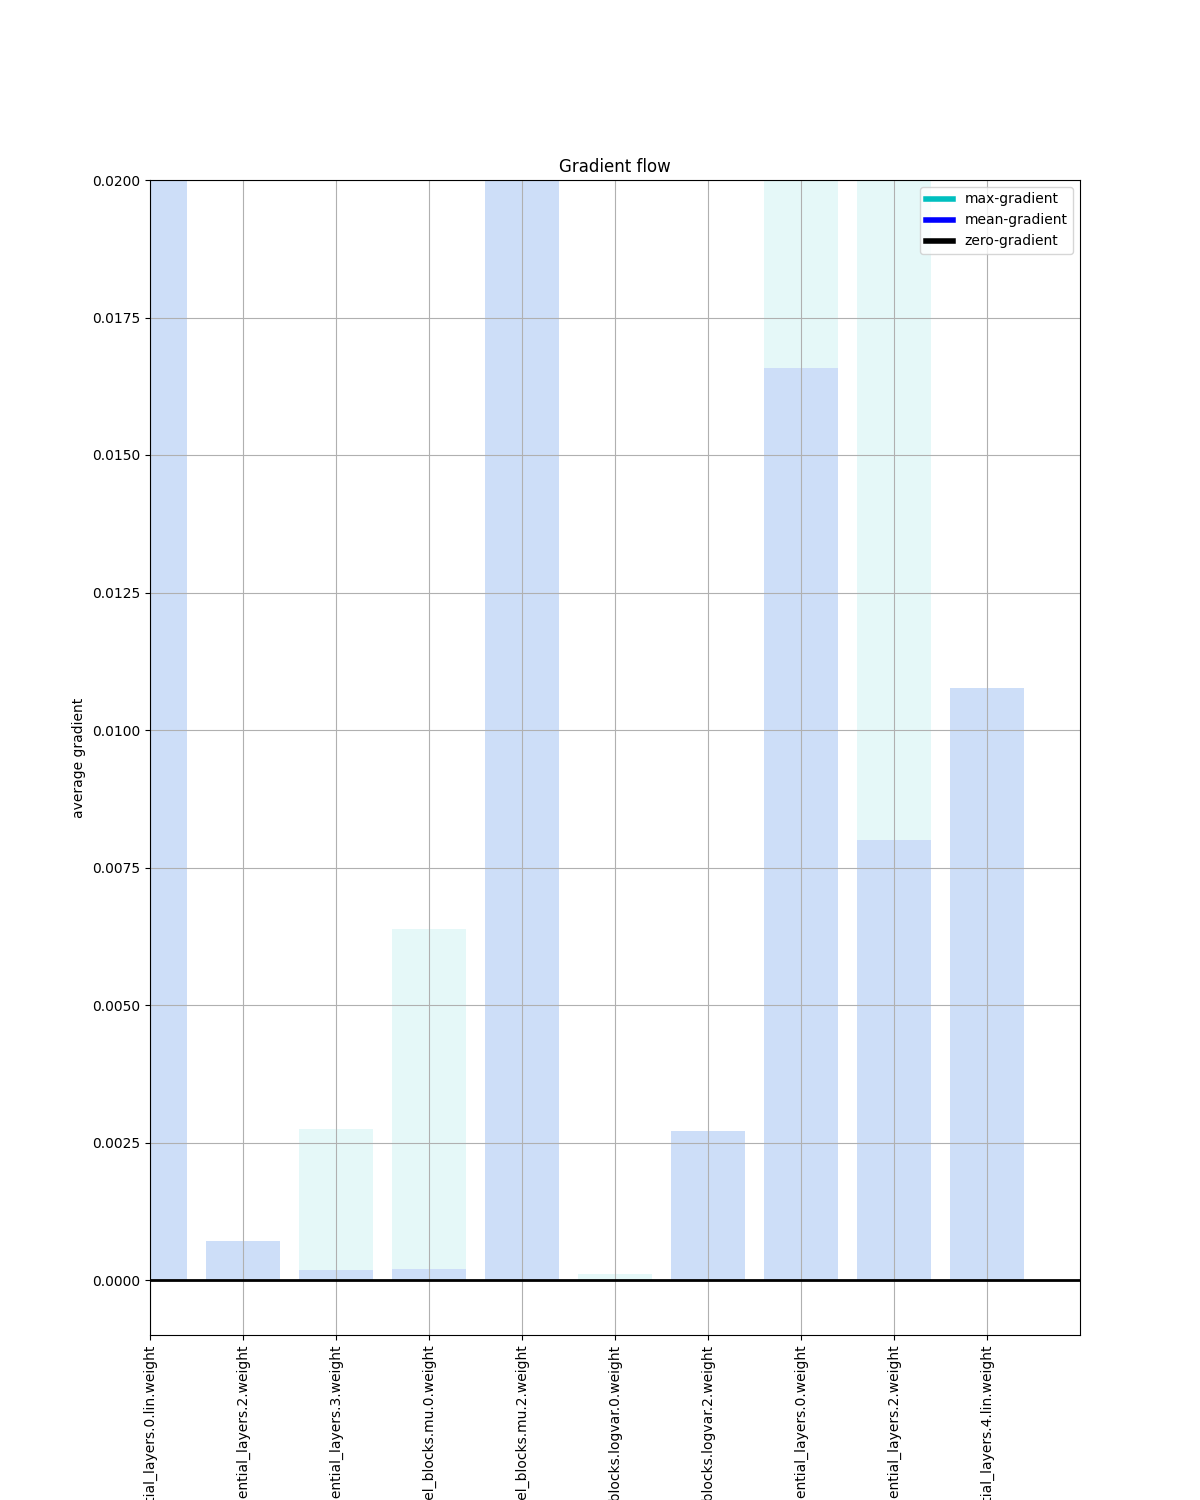 Gradient flow
max-gradient
mean-gradient
zero-gradient
average gradient
0.0200
0.0175
0.0150
0.0125
0.0100
0.0075
0.0050
0.0025
0.0000
tial_layers.0.lin.weight
ential_layers.2.weight
ential_layers.3.weight
el_blocks.mu.0.weight
el_blocks.mu.2.weight
blocks.logvar.0.weight
blocks.logvar.2.weight
ential_layers.0.weight
ential_layers.2.weight
tial_layers.4.lin.weight